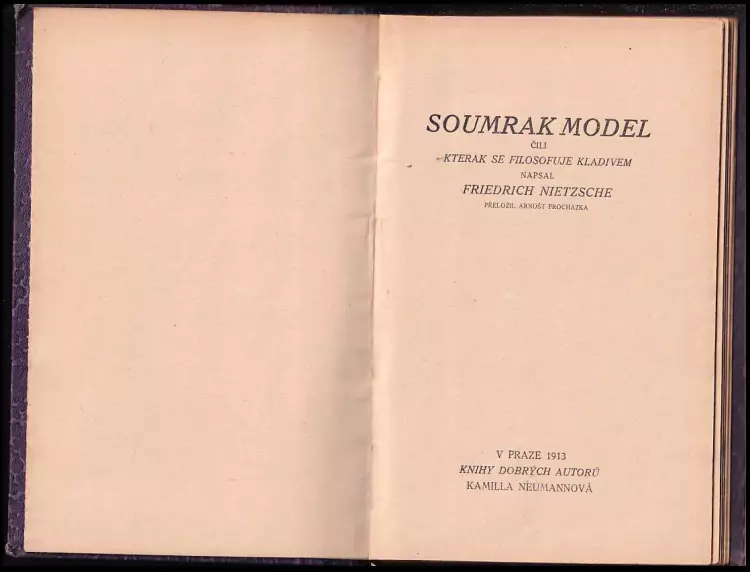 SOUMRAK MODEL
ČILI
KTERAK SE FILOSOFUJE KLADIVEM
NAPSAL
FRIEDRICH NIETZSCHE
PŘELOŽIL ARNOŠT PROCHÁZKA
V PRAZE 1913
KNIHY DOBRÝCH AUTORŮ
KAMILLA NEUMANNOVÁ